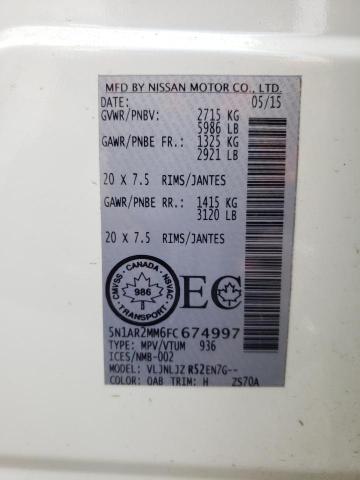 MFD BY NISSAN MOTOR CO., LTD.
DATE: 05/15
GVWR/PNBV: 2715 KG
5986 LB
GAWR/PNBE FR.: 1325 KG
2921 LB
20 X 7.5 RIMS/JANTES
GAWR/PNBE RR.: 1415 KG
3120 LB
20 X 7.5 RIMS/JANTES
CANADA
CMVSS NSVAC
986
EC
5N1AR2MM6FC674997
TYPE: MPV/VTUM 936
ICES/NMB-002
MODEL: VLJNLJZ RS2EN7G--
COLOR: QAB TRIM: H ZS70A